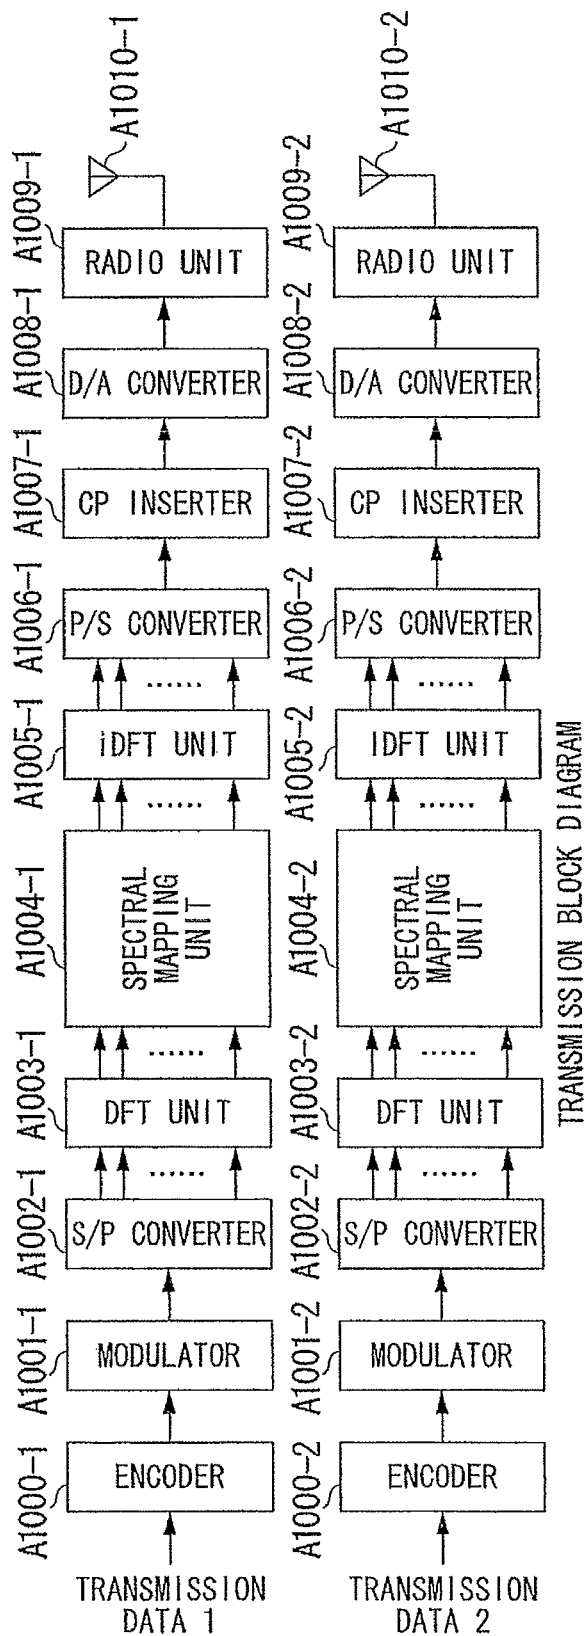 A1010-1
A1009-1
RADIO UNIT
A1008-1
D/A CONVERTER
A1007-1
CP INSERTER
A1006-1
P/S CONVERTER
......
A1005-1
iDFT UNIT
......
A1004-1
SPECTRAL
MAPPING
UNIT
......
A1003-1
DFT UNIT
......
A1002-1
S/P CONVERTER
A1001-1
MODULATOR
A1000-1
ENCODER
TRANSMISSION
DATA 1
A1010-2
A1009-2
RADIO UNIT
A1008-2
D/A CONVERTER
A1007-2
CP INSERTER
A1006-2
P/S CONVERTER
......
A1005-2
IDFT UNIT
......
A1004-2
SPECTRAL
MAPPING
UNIT
......
A1003-2
DFT UNIT
......
A1002-2
S/P CONVERTER
A1001-2
MODULATOR
A1000-2
ENCODER
TRANSMISSION
DATA 2
TRANSMISSION BLOCK DIAGRAM